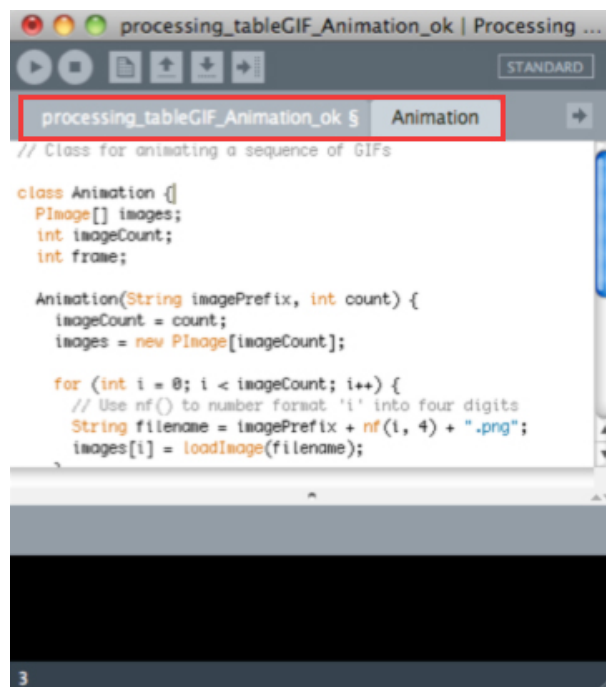 processing_tableGIF_Animation_ok | Processing ...
STANDARD
processing_tableGIF_Animation_ok § Animation
// Class for animating a sequence of GIFs
class Animation {
PImage[] images;
int imageCount;
int frame;
Animation(String imagePrefix, int count) {
imageCount = count;
images = new PImage[imageCount];
for (int i = 0; i < imageCount; i++) {
// Use nf() to number format 'i' into four digits
String filename = imagePrefix + nf(i, 4) + ".png";
images[i] = loadImage(filename);
3